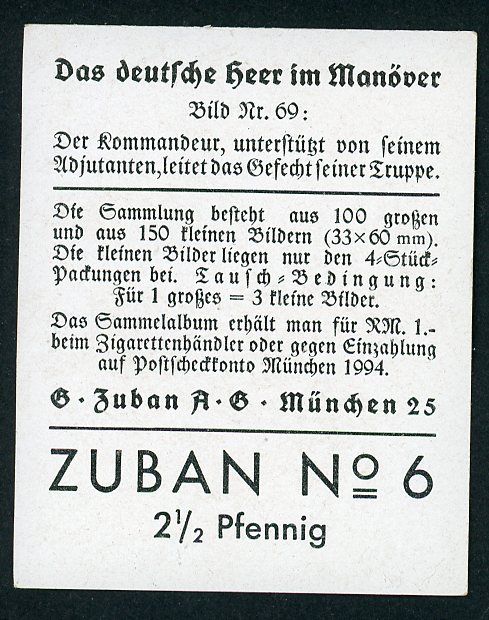 Das deutsche Heer im Manöver
Bild Nr. 69:
Der Kommandeur, unterstützt von seinem
Adjutanten, leitet das Gefecht seiner Truppe.
Die Sammlung besteht aus 100 großen
und aus 150 kleinen Bildern (33×60 mm).
Die kleinen Bilder liegen nur den 4-Stück-
Packungen bei. Tausch-Bedingung:
Für 1 großes = 3 kleine Bilder.
Das Sammelalbum erhält man für RM. 1.-
beim Zigarettenhändler oder gegen Einzahlung
auf Postscheckkonto München 1994.
G · Zuban A · G · München 25
ZUBAN Nº 6
2½ Pfennig